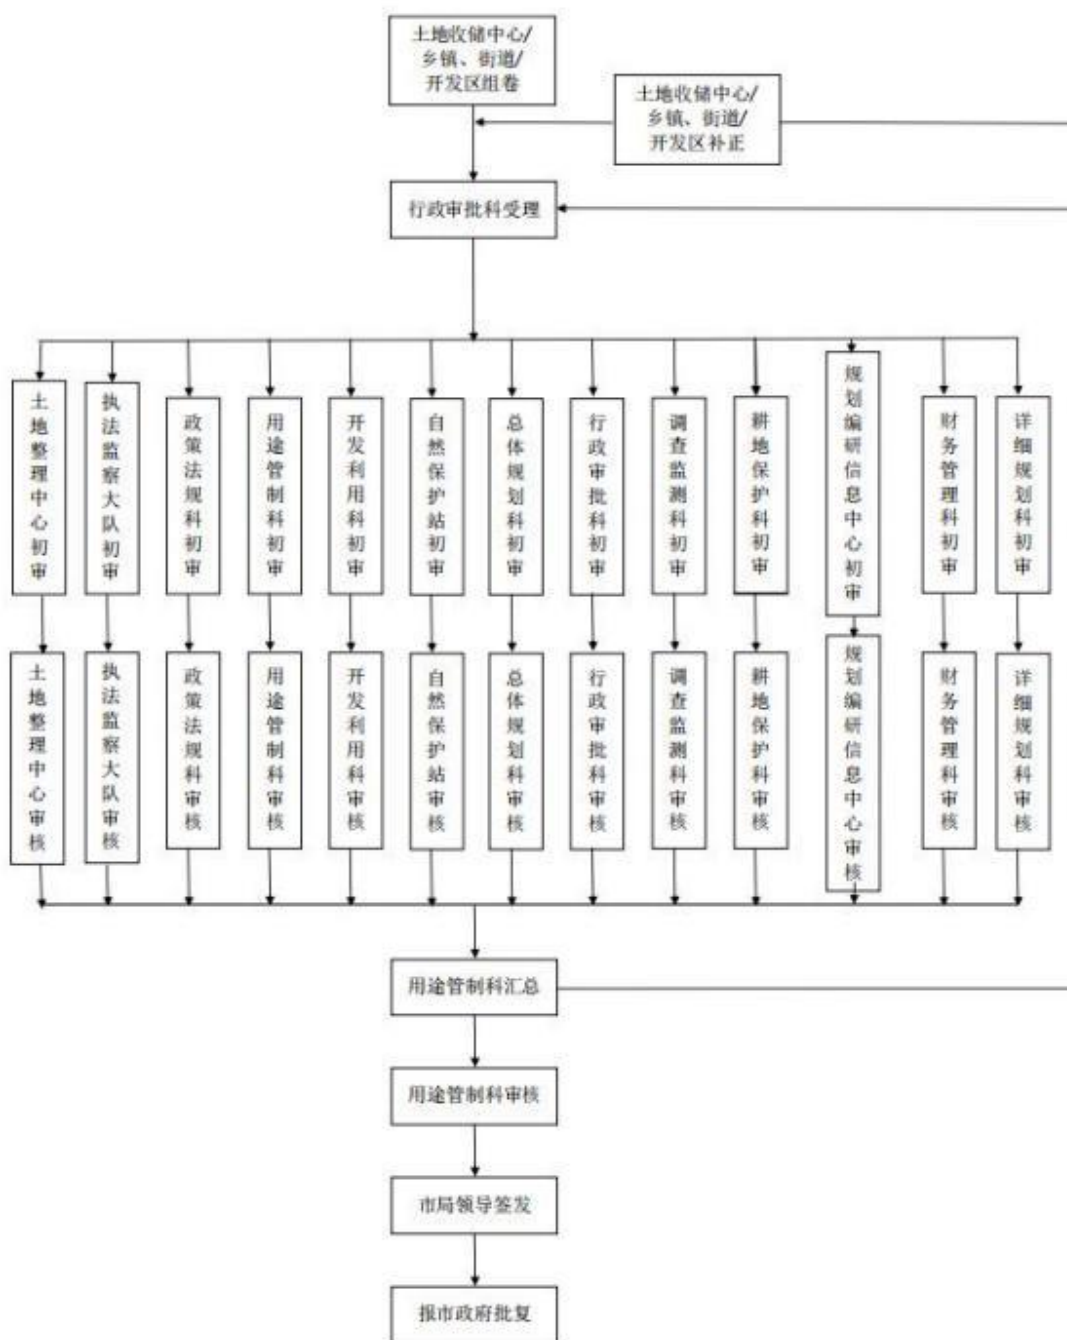 土地收储中心/
乡镇、街道/
开发区组卷
土地收储中心/
乡镇、街道/
开发区补正
行政审批科受理
土地整理中心初审
执法监察大队初审
政策法规科初审
用途管制科初审
开发利用科初审
自然保护站初审
总体规划科初审
行政审批科初审
调查监测科初审
耕地保护科初审
规划编研信息中心初审
财务管理科初审
详细规划科初审
土地整理中心审核
执法监察大队审核
政策法规科审核
用途管制科审核
开发利用科审核
自然保护站审核
总体规划科审核
行政审批科审核
调查监测科审核
耕地保护科审核
规划编研信息中心审核
财务管理科审核
详细规划科审核
用途管制科汇总
用途管制科审核
市局领导签发
报市政府批复